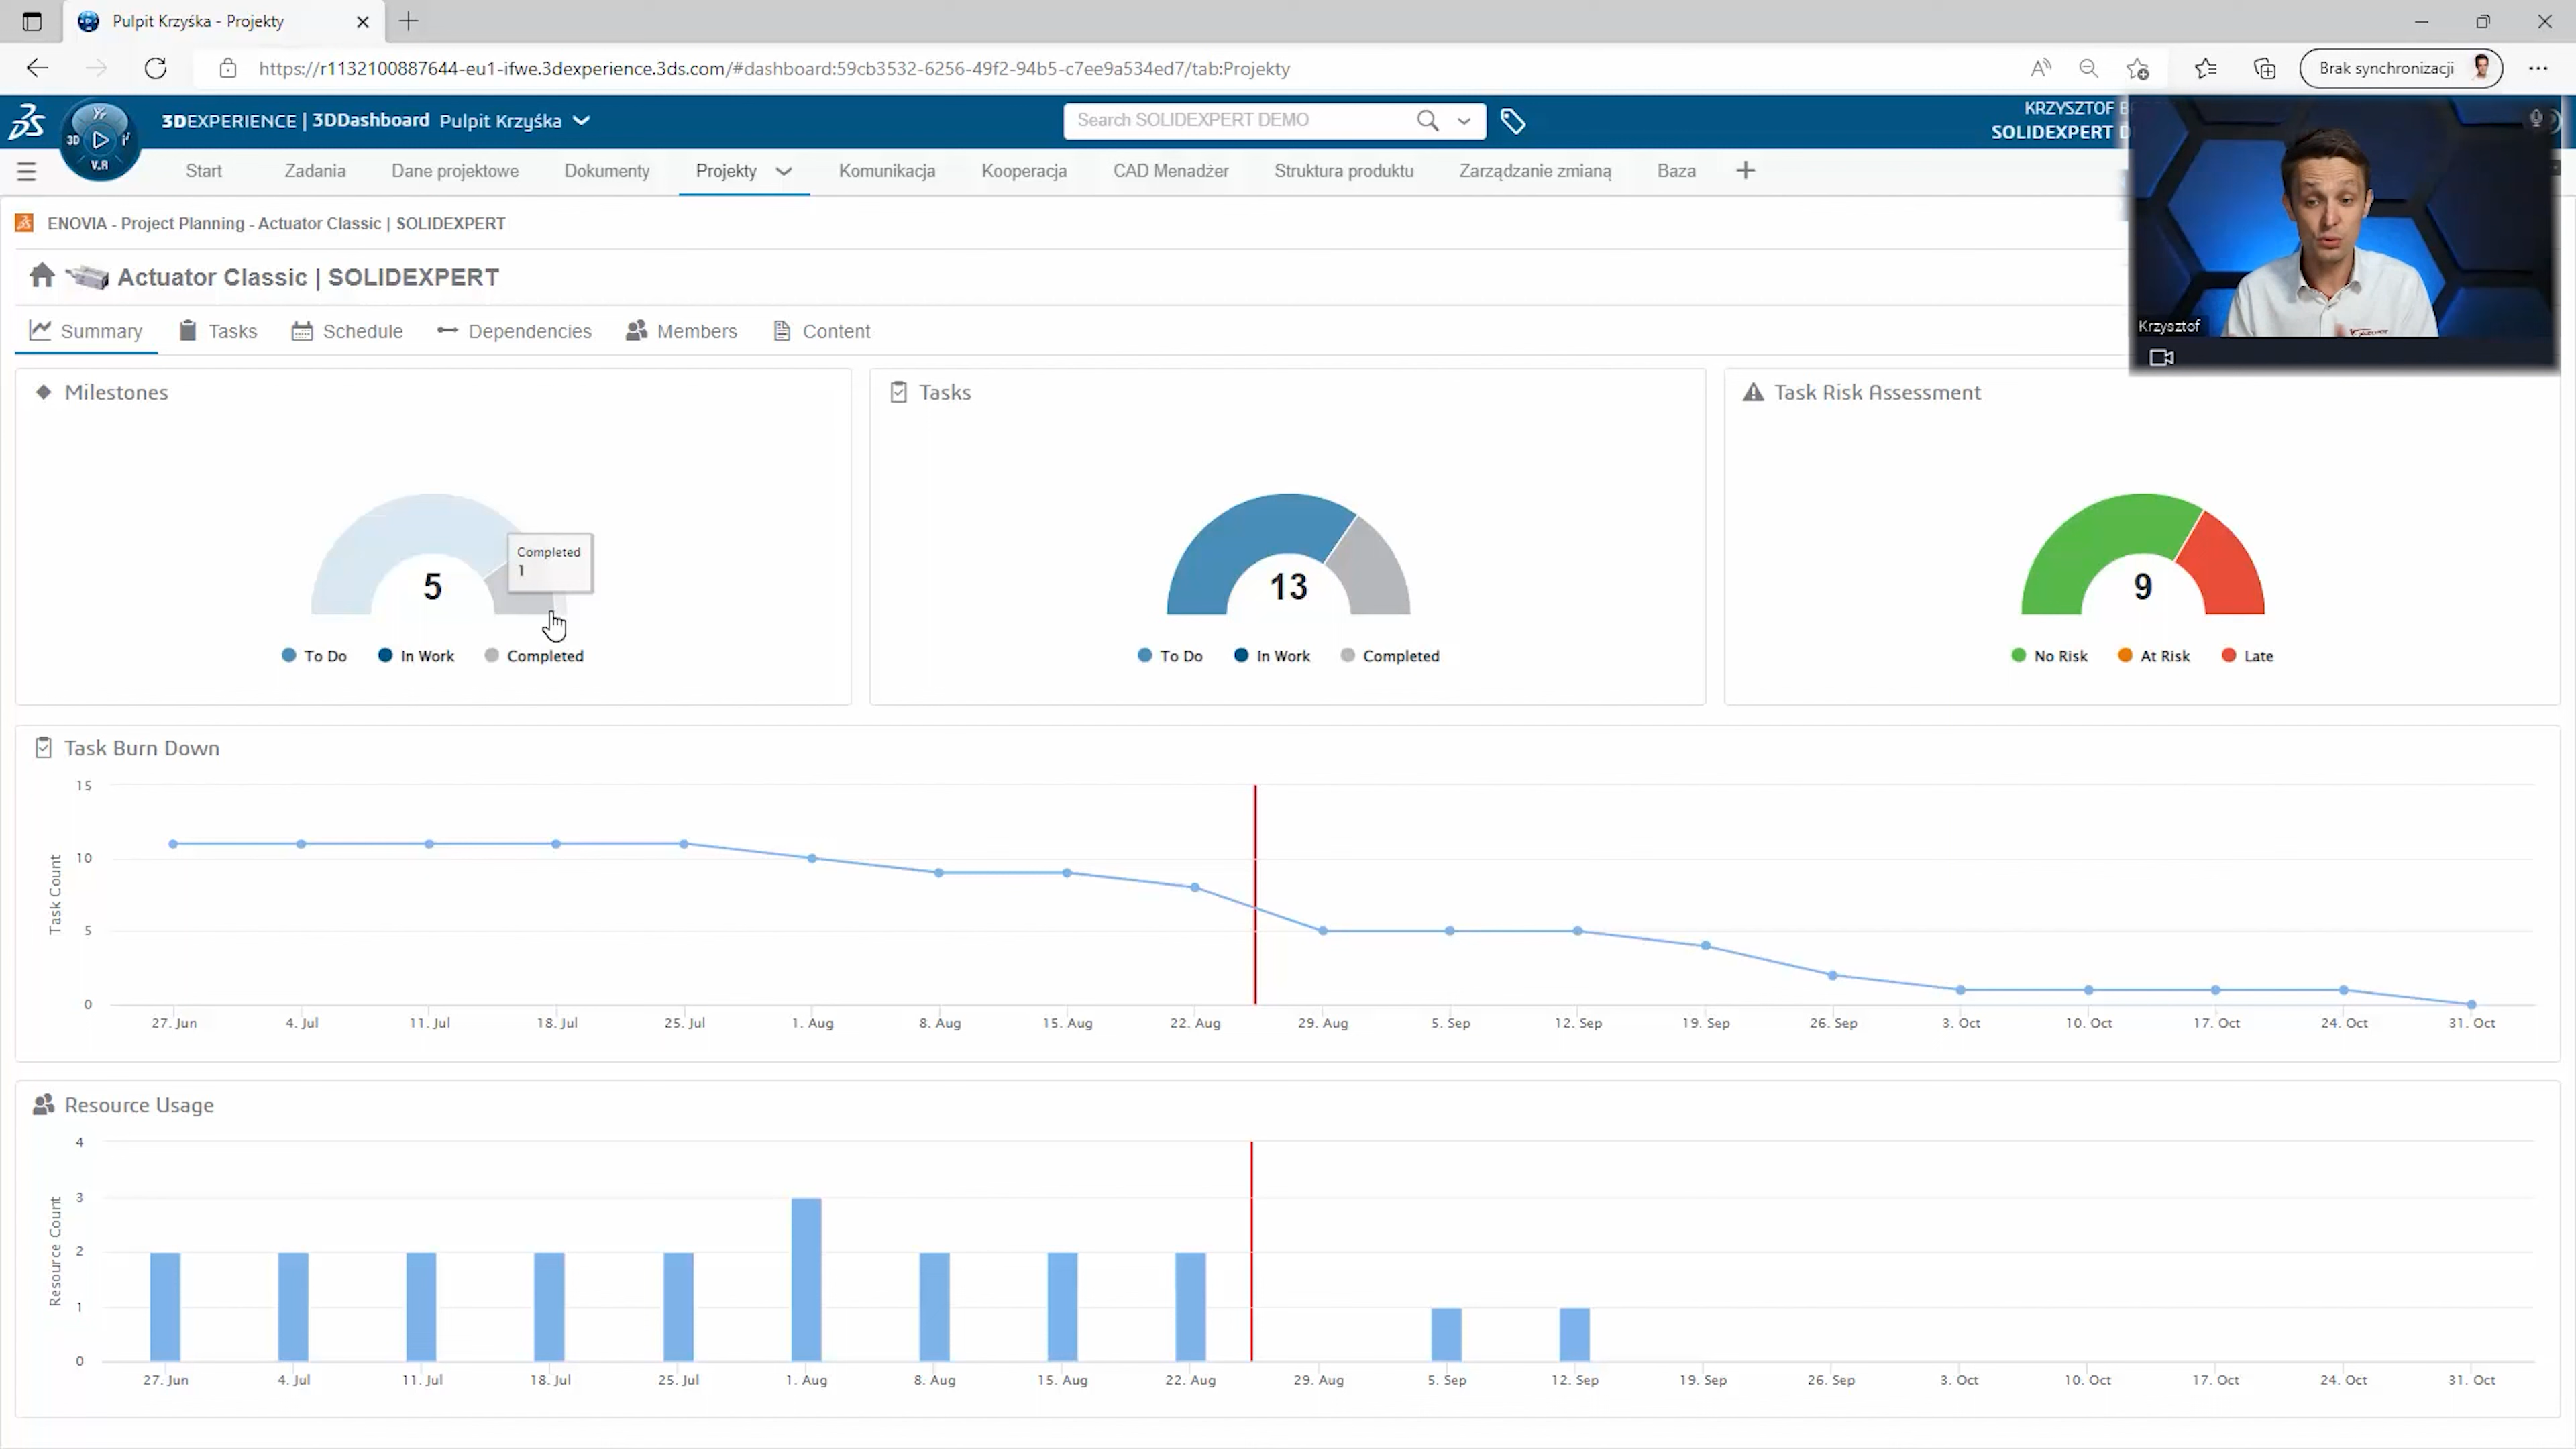 Pulpit Krzyśka - Projekty
https://r1132100887644-eu1-ifwe.3dexperience.3ds.com/#dashboard:59cb3532-6256-49f2-94b5-c7ee9a534ed7/tab:Projekty
Brak synchronizacji
3D
V.R
3DEXPERIENCE | 3DDashboard Pulpit Krzyśka
Search SOLIDEXPERT DEMO
KRZYSZTOF
SOLIDEXPERT
Start Zadania Dane projektowe Dokumenty Projekty Komunikacja Kooperacja CAD Menadżer Struktura produktu Zarządzanie zmianą Baza
ENOVIA - Project Planning - Actuator Classic | SOLIDEXPERT
Actuator Classic | SOLIDEXPERT
Krzysztof
Summary Tasks Schedule Dependencies Members Content
Milestones
5
Completed
1
To Do In Work Completed
Tasks
13
To Do In Work Completed
Task Risk Assessment
9
No Risk At Risk Late
Task Burn Down
Task Count
15
10
5
0
27. Jun 4. Jul 11. Jul 18. Jul 25. Jul 1. Aug 8. Aug 15. Aug 22. Aug 29. Aug 5. Sep 12. Sep 19. Sep 26. Sep 3. Oct 10. Oct 17. Oct 24. Oct 31. Oct
Resource Usage
Resource Count
4
3
2
1
0
27. Jun 4. Jul 11. Jul 18. Jul 25. Jul 1. Aug 8. Aug 15. Aug 22. Aug 29. Aug 5. Sep 12. Sep 19. Sep 26. Sep 3. Oct 10. Oct 17. Oct 24. Oct 31. Oct